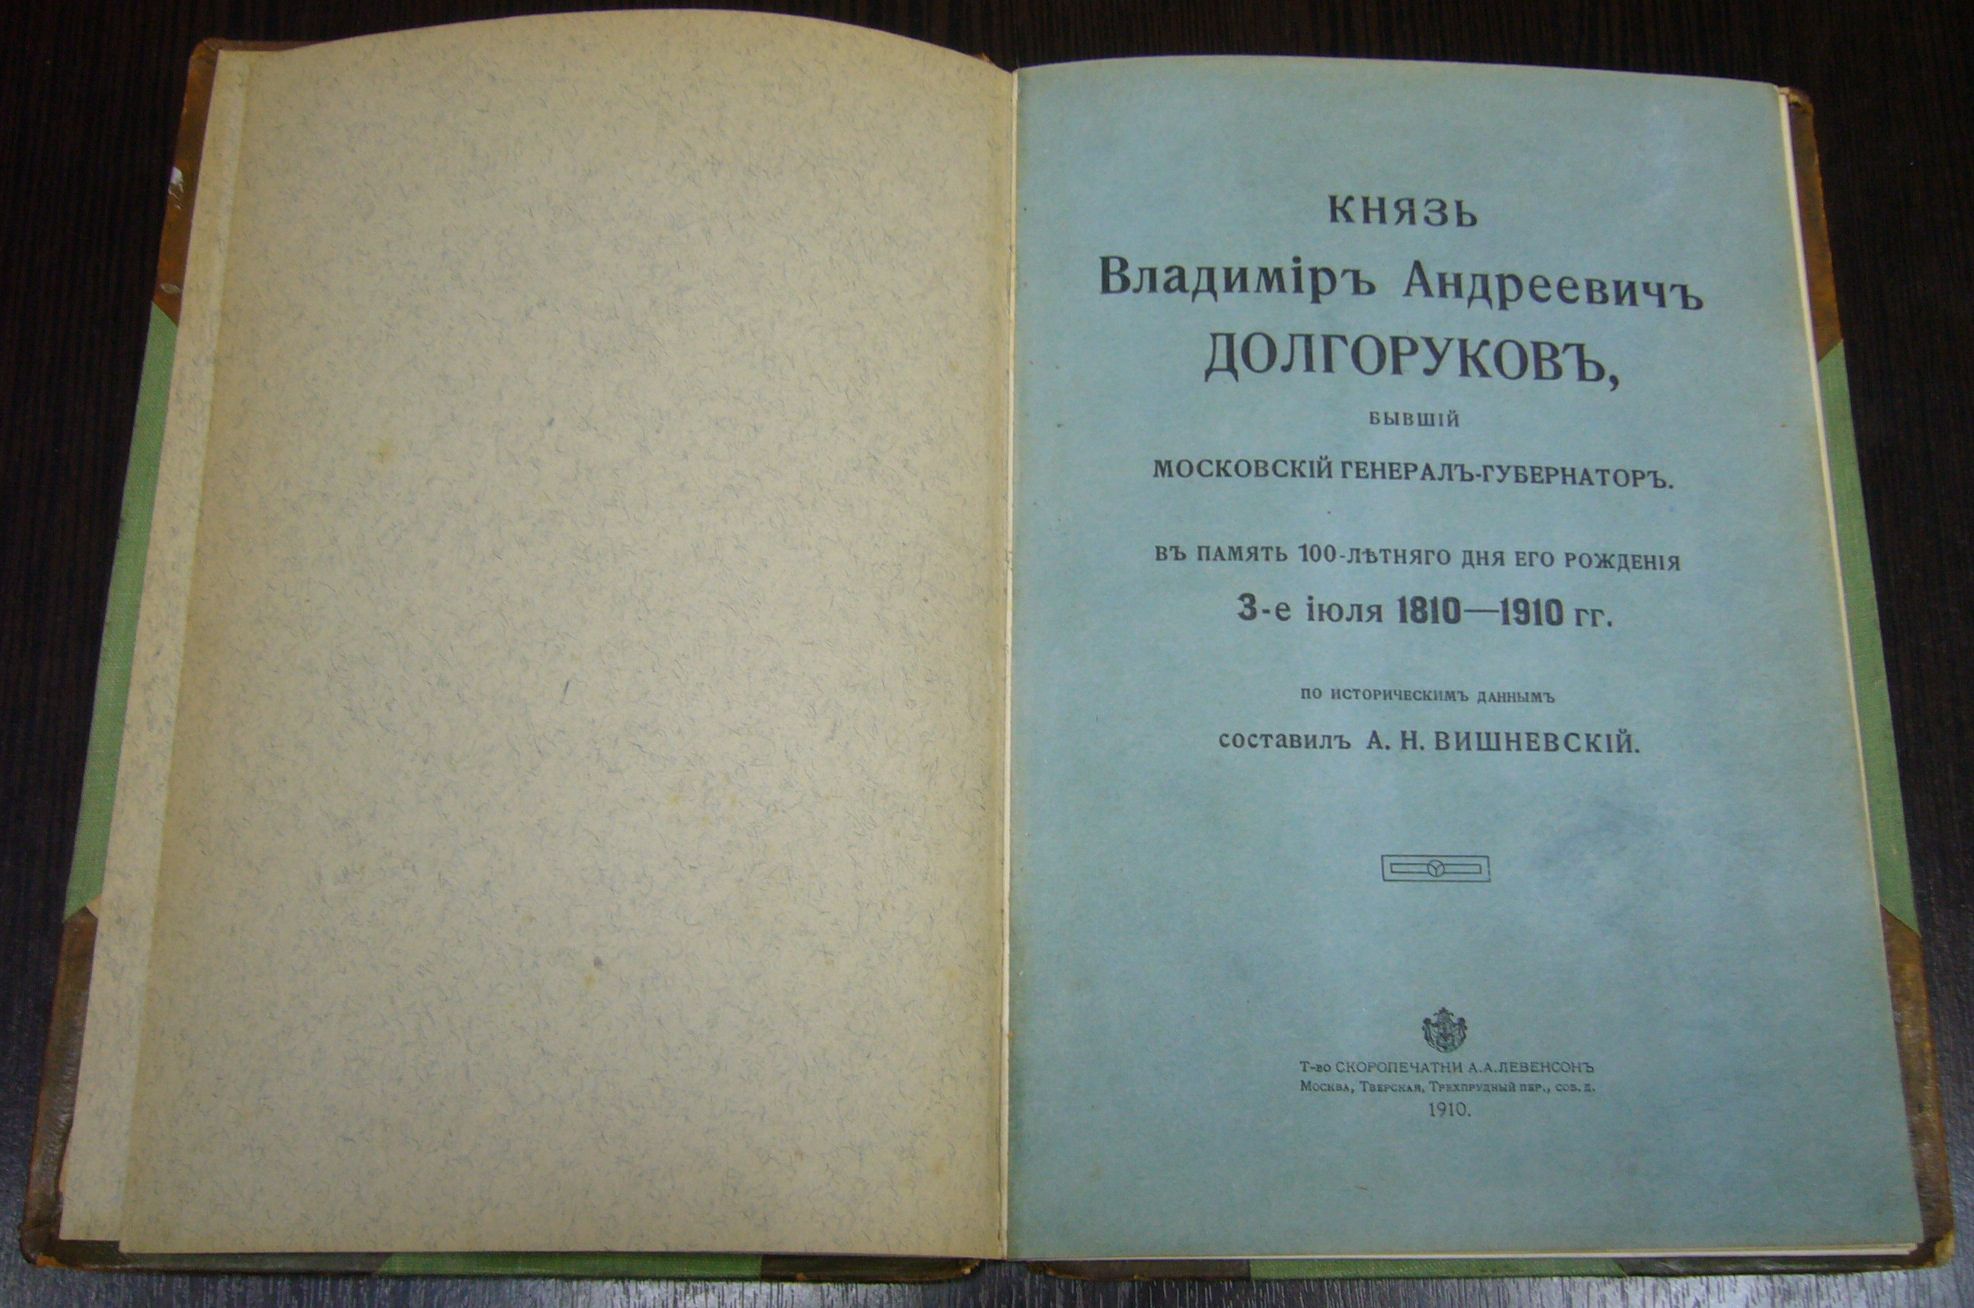 КНЯЗЬ
Владиміръ Андреевичъ
ДОЛГОРУКОВЪ,
БЫВШІЙ
МОСКОВСКІЙ ГЕНЕРАЛЪ-ГУБЕРНАТОРЪ.
ВЪ ПАМЯТЬ 100-ЛѢТНЯГО ДНЯ ЕГО РОЖДЕНІЯ
3-е іюля 1810—1910 гг.
ПО ИСТОРИЧЕСКИМЪ ДАННЫМЪ
составилъ А. Н. ВИШНЕВСКІЙ.
Т-во СКОРОПЕЧАТНИ А.А.ЛЕВЕНСОНЪ
Москва, Тверская, Трехпрудный пер., соб. д.
1910.